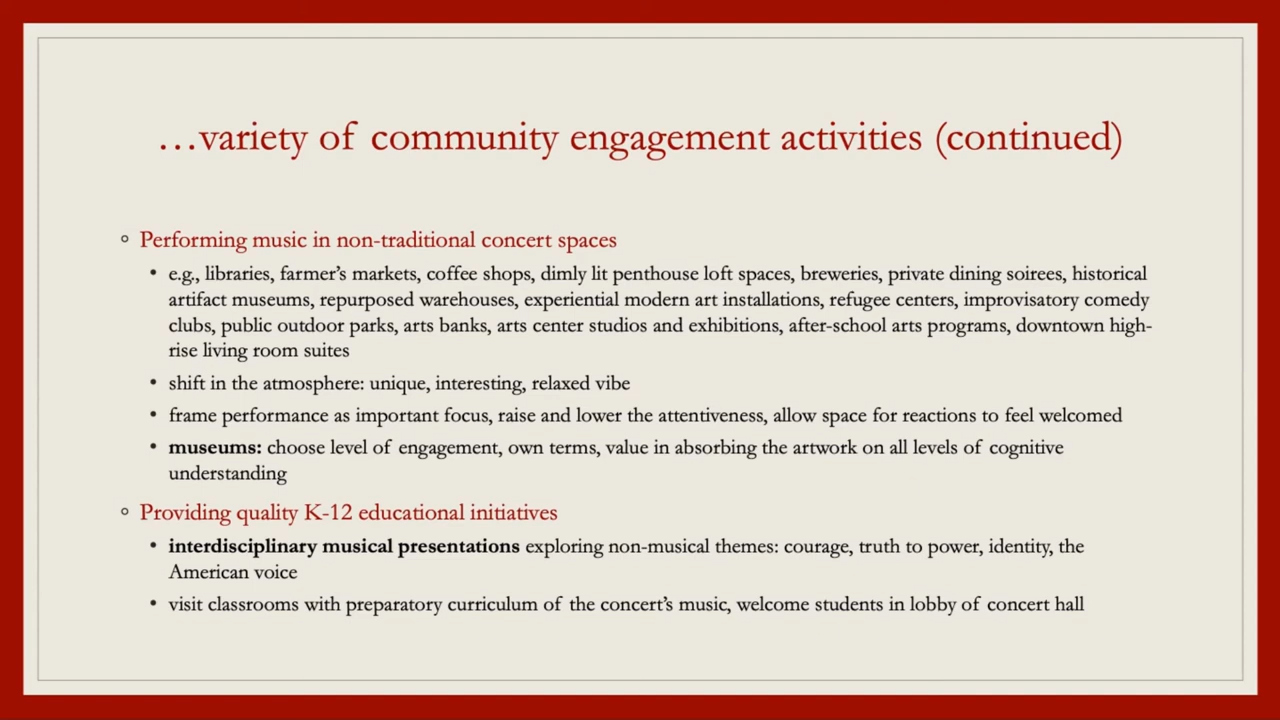 …variety of community engagement activities (continued)
◦ Performing music in non-traditional concert spaces
• e.g., libraries, farmer’s markets, coffee shops, dimly lit penthouse loft spaces, breweries, private dining soirees, historical
artifact museums, repurposed warehouses, experiential modern art installations, refugee centers, improvisatory comedy
clubs, public outdoor parks, arts banks, arts center studios and exhibitions, after-school arts programs, downtown high-
rise living room suites
• shift in the atmosphere: unique, interesting, relaxed vibe
• frame performance as important focus, raise and lower the attentiveness, allow space for reactions to feel welcomed
• museums: choose level of engagement, own terms, value in absorbing the artwork on all levels of cognitive
understanding
◦ Providing quality K-12 educational initiatives
• interdisciplinary musical presentations exploring non-musical themes: courage, truth to power, identity, the
American voice
• visit classrooms with preparatory curriculum of the concert’s music, welcome students in lobby of concert hall